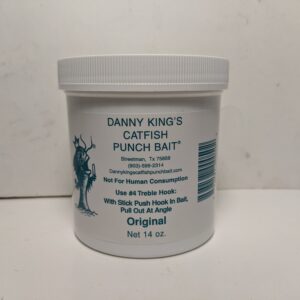 DANNY KING'S
CATFISH
PUNCH BAIT®
Streetman, Tx 75859
(903)-599-2314
Dannykingscatfishpunchbait.com
Not For Human Consumption
Use #4 Treble Hook:
With Stick Push Hook In Bait,
Pull Out At Angle
Original
Net 14 oz.